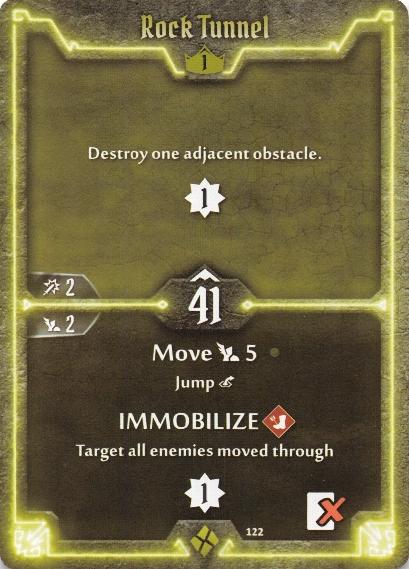 Rock Tunnel
1
Destroy one adjacent obstacle.
1
2
41
2
Move 5
Jump
IMMOBILIZE
Target all enemies moved through
1
122